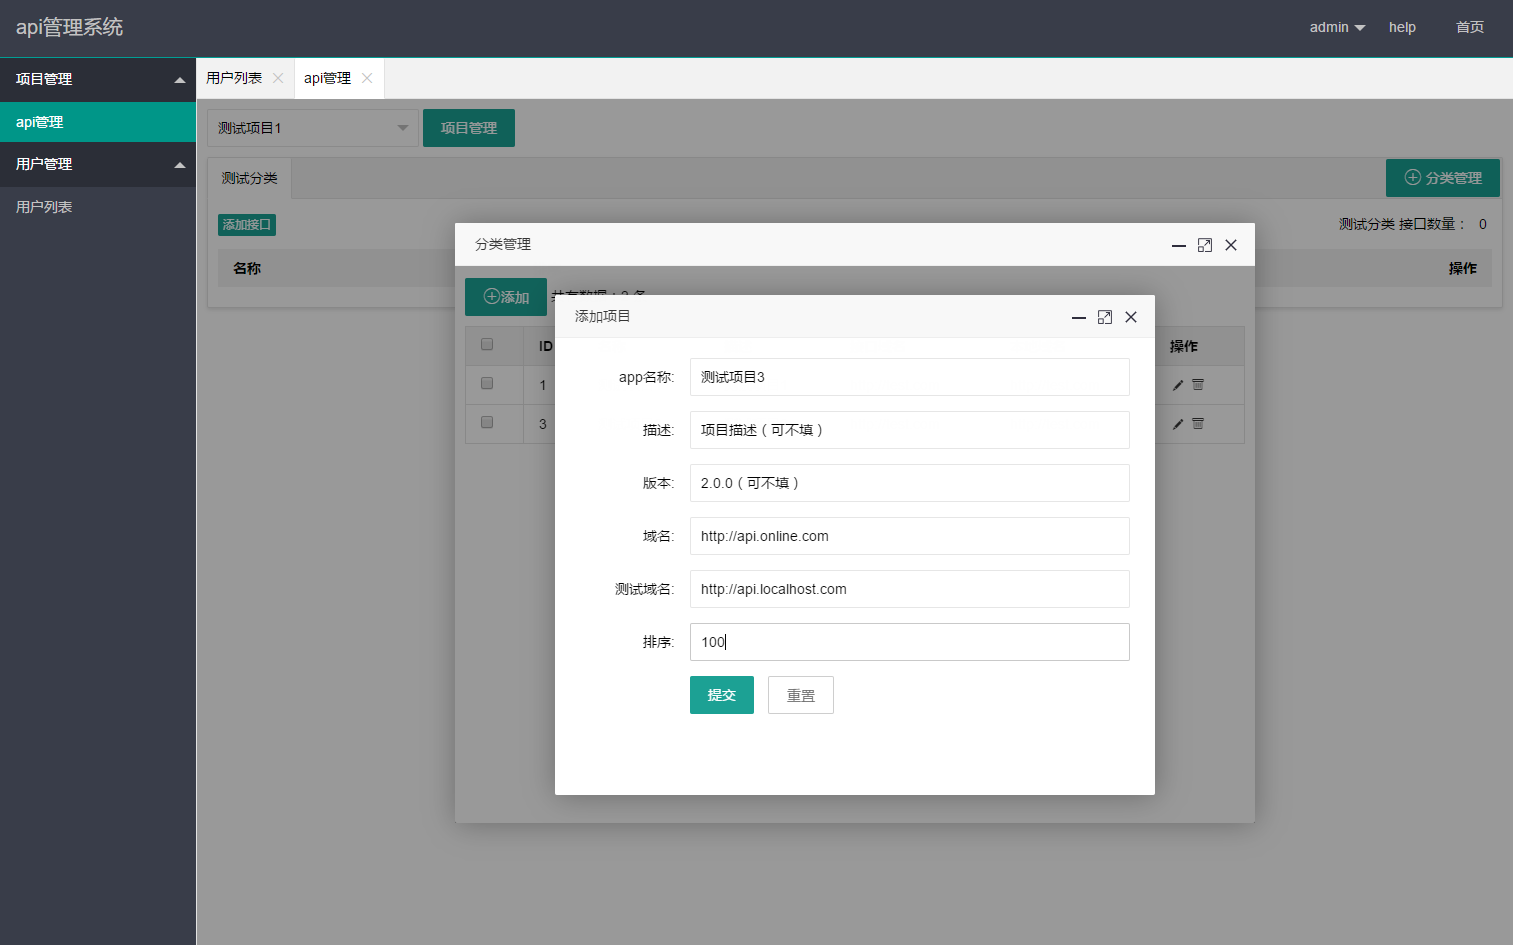 api管理系统
admin
help
首页
项目管理
api管理
用户管理
用户列表
用户列表
api管理
测试项目1
项目管理
测试分类
分类管理
添加接口
测试分类 接口数量： 0
名称
操作
分类管理
添加
ID
操作
1
3
添加项目
app名称: 测试项目3
描述: 项目描述（可不填）
版本: 2.0.0（可不填）
域名: http://api.online.com
测试域名: http://api.localhost.com
排序: 100
提交
重置